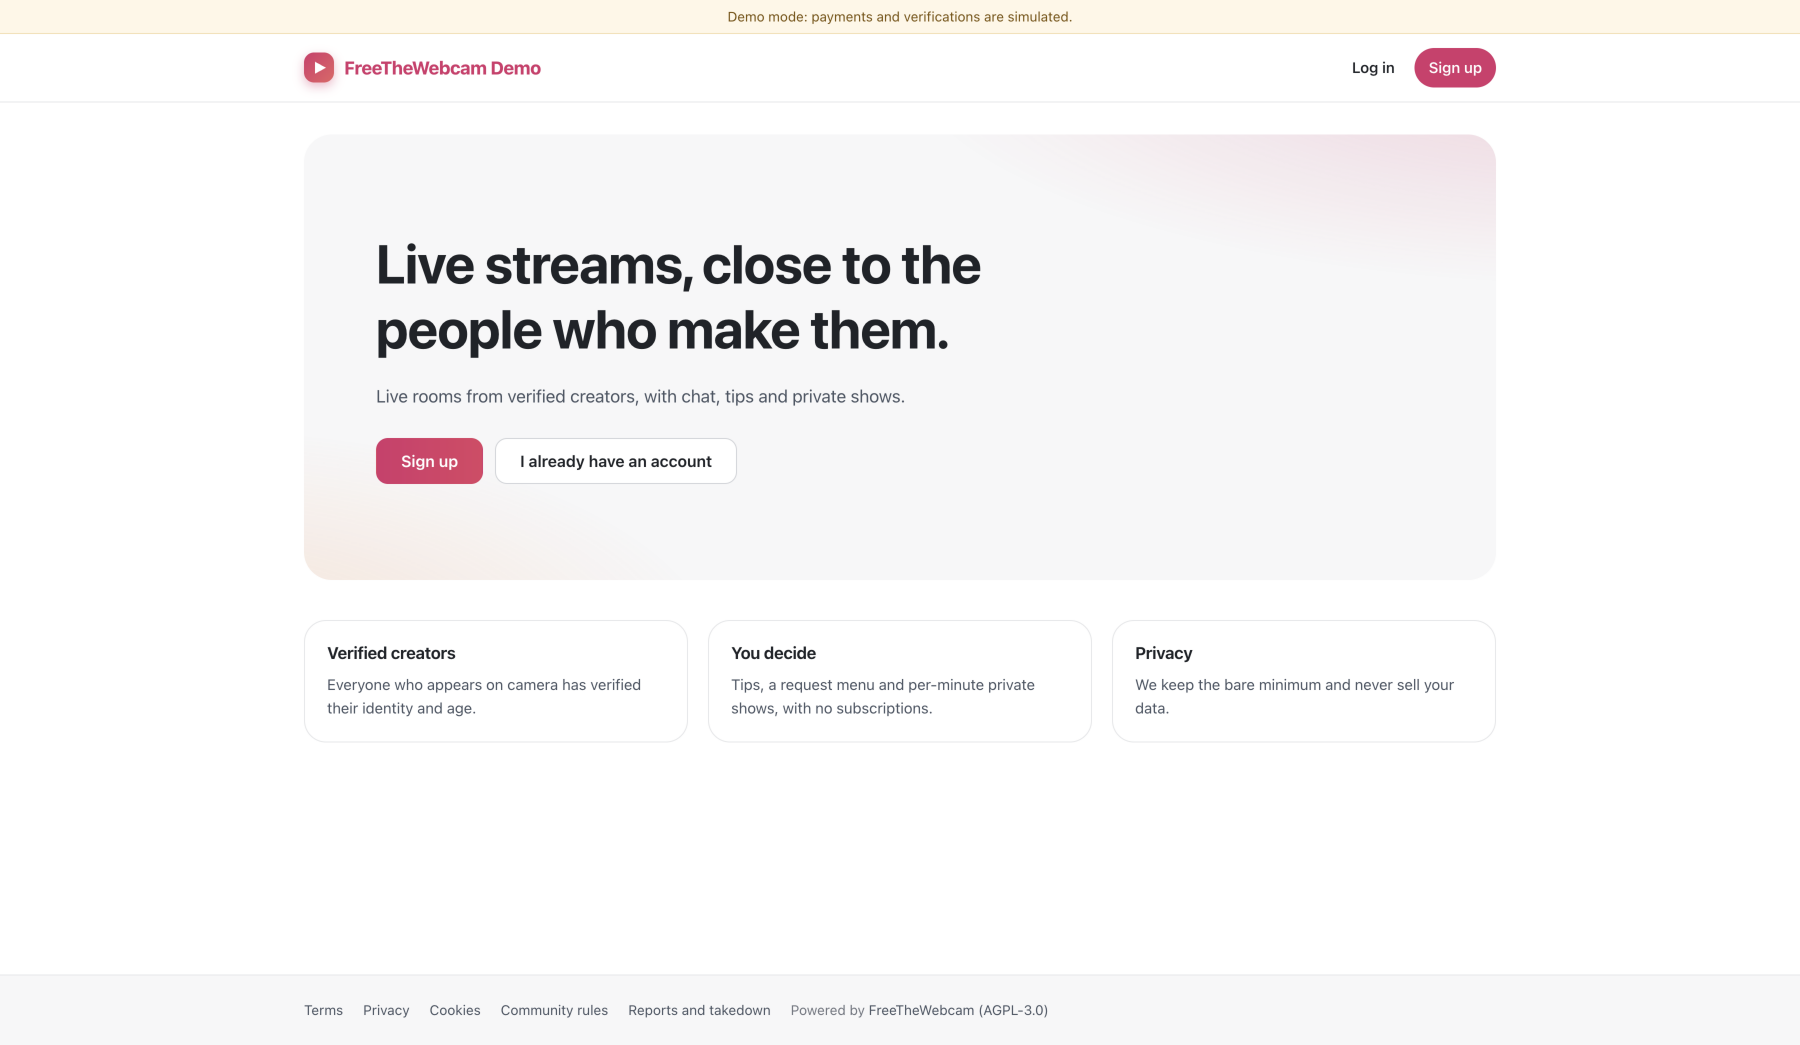 Demo mode: payments and verifications are simulated.
FreeTheWebcam Demo
Log in
Sign up
Live streams, close to the
people who make them.
Live rooms from verified creators, with chat, tips and private shows.
Sign up
I already have an account
Verified creators
Everyone who appears on camera has verified
their identity and age.
You decide
Tips, a request menu and per-minute private
shows, with no subscriptions.
Privacy
We keep the bare minimum and never sell your
data.
Terms
Privacy
Cookies
Community rules
Reports and takedown
Powered by FreeTheWebcam (AGPL-3.0)